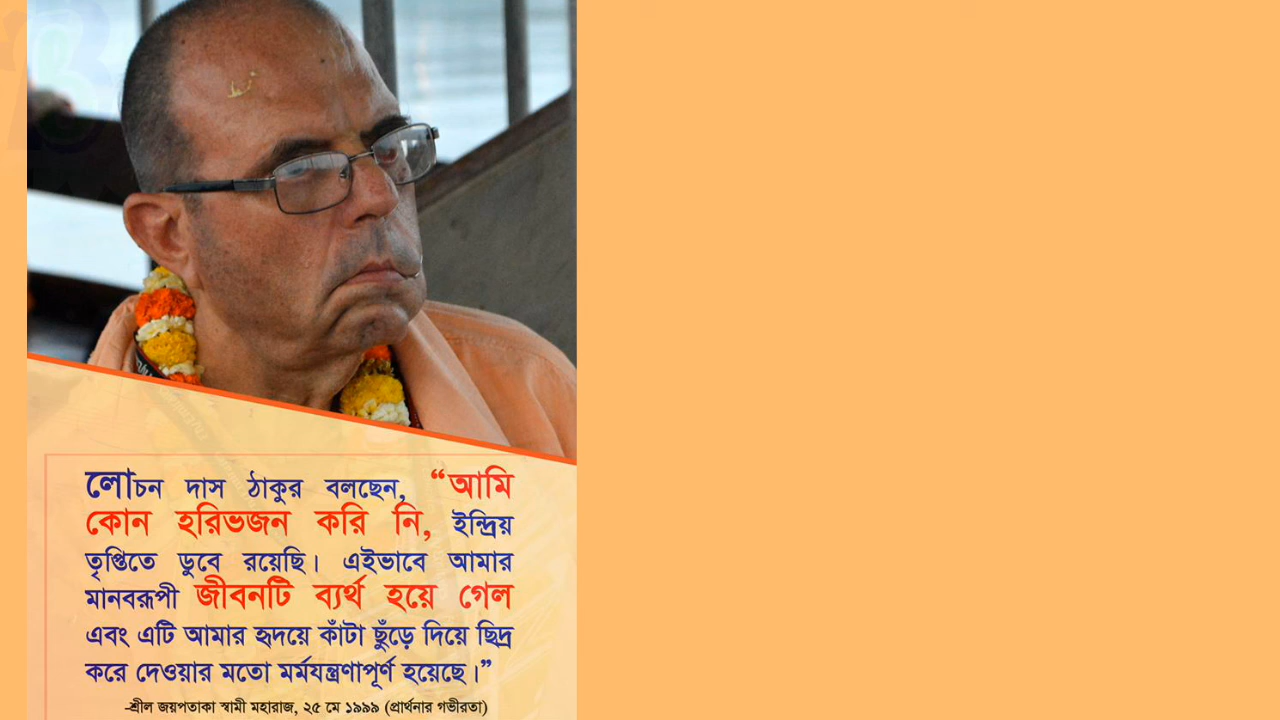 লোচন দাস ঠাকুর বলছেন, “আমি
কোন হরিভজন করি নি, ইন্দ্রিয়
তৃপ্তিতে ডুবে রয়েছি। এইভাবে আমার
মানবরূপী জীবনটি ব্যর্থ হয়ে গেল
এবং এটি আমার হৃদয়ে কাঁটা ছুঁড়ে দিয়ে ছিদ্র
করে দেওয়ার মতো মর্মযন্ত্রণাপূর্ণ হয়েছে।”
-শ্রীল জয়পতাকা স্বামী মহারাজ, ২৫ মে ১৯৯৯ (প্রার্থনার গভীরতা)